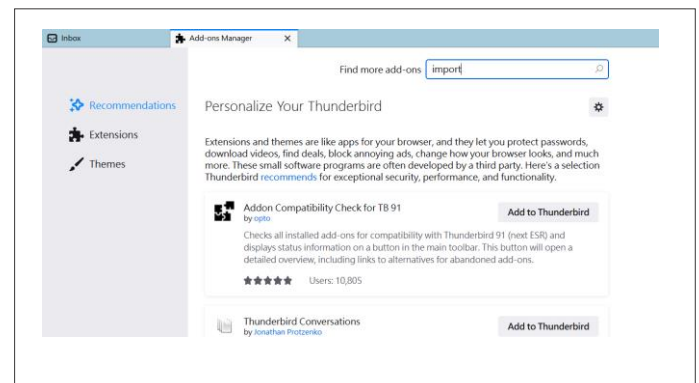 Inbox
Add-ons Manager
Find more add-ons import
Recommendations
Extensions
Themes
Personalize Your Thunderbird
Extensions and themes are like apps for your browser, and they let you protect passwords,
download videos, find deals, block annoying ads, change how your browser looks, and much
more. These small software programs are often developed by a third party. Here's a selection
Thunderbird recommends for exceptional security, performance, and functionality.
Addon Compatibility Check for TB 91
by opto
Add to Thunderbird
Checks all installed add-ons for compatibility with Thunderbird 91 (next ESR) and
displays status information on a button in the main toolbar. This button will open a
detailed overview, including links to alternatives for abandoned add-ons.
Users: 10,805
Thunderbird Conversations
by Jonathan Protzenko
Add to Thunderbird